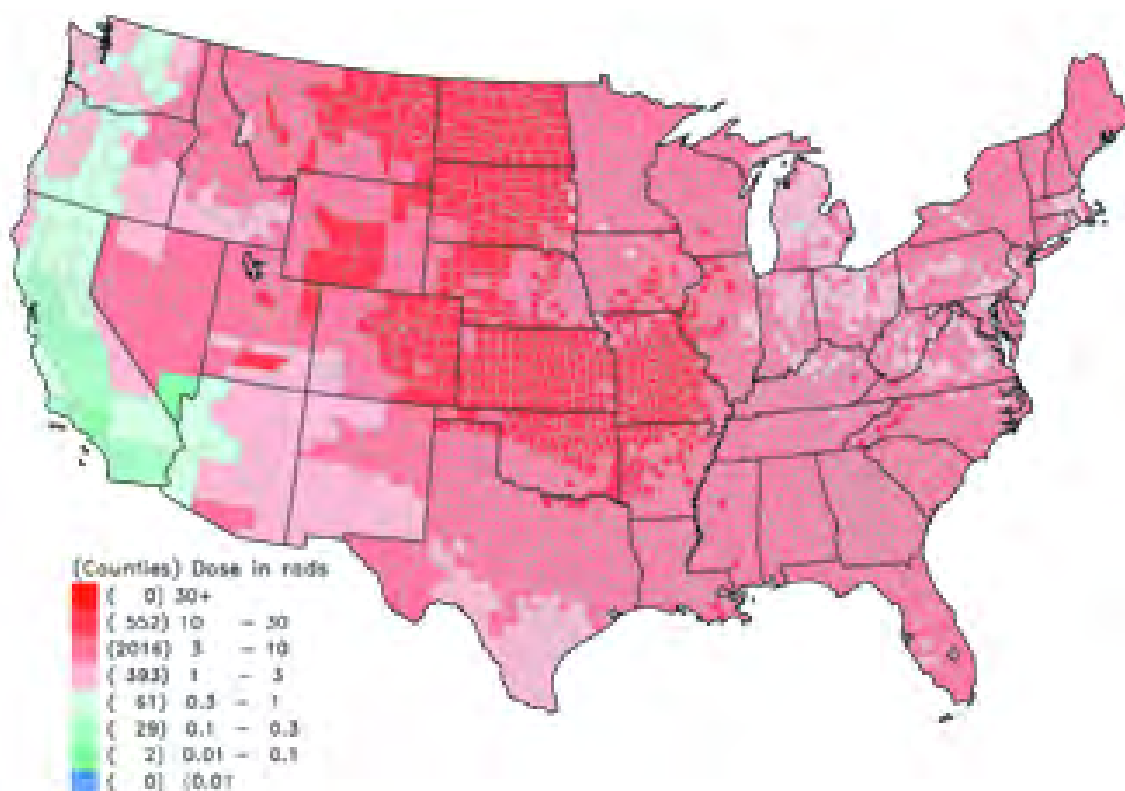 (Counties) Dose in rads
( 0) 30+
( 552) 10 - 30
(2016) 3 - 10
( 393) 1 - 3
( 61) 0.3 - 1
( 29) 0.1 - 0.3
( 2) 0.01 - 0.1
( 0) <0.01